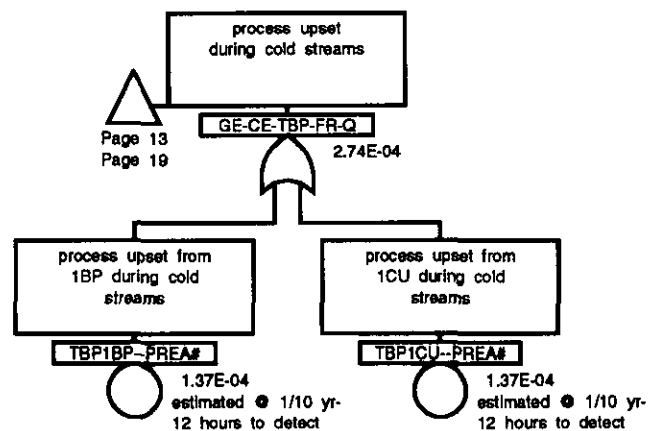 process upset
during cold streams
Page 13
Page 19
GE-CE-TBP-FR-Q
2.74E-04
process upset from
1BP during cold
streams
TBP1BP--PREA#
1.37E-04
estimated @ 1/10 yr-
12 hours to detect
process upset from
1CU during cold
streams
TBP1CU--PREA#
1.37E-04
estimated @ 1/10 yr-
12 hours to detect